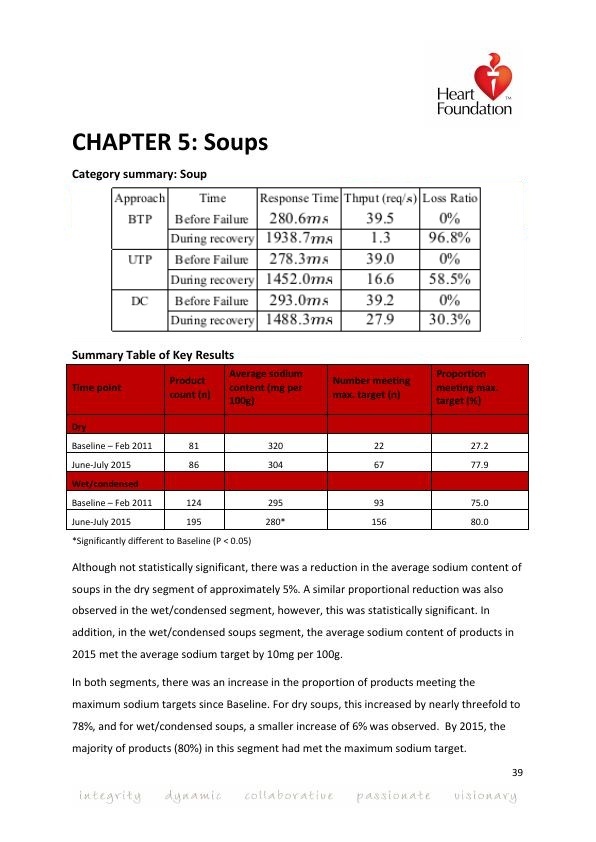 Heart
Foundation™
CHAPTER 5: Soups
Category summary: Soup
Approach Time Response Time Thput (req/s) Loss Ratio
BTP Before Failure 280.6ms 39.5 0%
During recovery 1938.7ms 1.3 96.8%
UTP Before Failure 278.3ms 39.0 0%
During recovery 1452.0ms 16.6 58.5%
DC Before Failure 293.0ms 39.2 0%
During recovery 1488.3ms 27.9 30.3%
Summary Table of Key Results
Time point Product count (n) Average sodium content (mg per 100g) Number meeting max. target (n) Proportion meeting max. target (%)
Dry
Baseline – Feb 2011 81 320 22 27.2
June-July 2015 86 304 67 77.9
Wet/condensed
Baseline – Feb 2011 124 295 93 75.0
June-July 2015 195 280* 156 80.0
*Significantly different to Baseline (P < 0.05)
Although not statistically significant, there was a reduction in the average sodium content of
soups in the dry segment of approximately 5%. A similar proportional reduction was also
observed in the wet/condensed segment, however, this was statistically significant. In
addition, in the wet/condensed soups segment, the average sodium content of products in
2015 met the average sodium target by 10mg per 100g.
In both segments, there was an increase in the proportion of products meeting the
maximum sodium targets since Baseline. For dry soups, this increased by nearly threefold to
78%, and for wet/condensed soups, a smaller increase of 6% was observed. By 2015, the
majority of products (80%) in this segment had met the maximum sodium target.
39
integrity dynamic collaborative passionate visionary